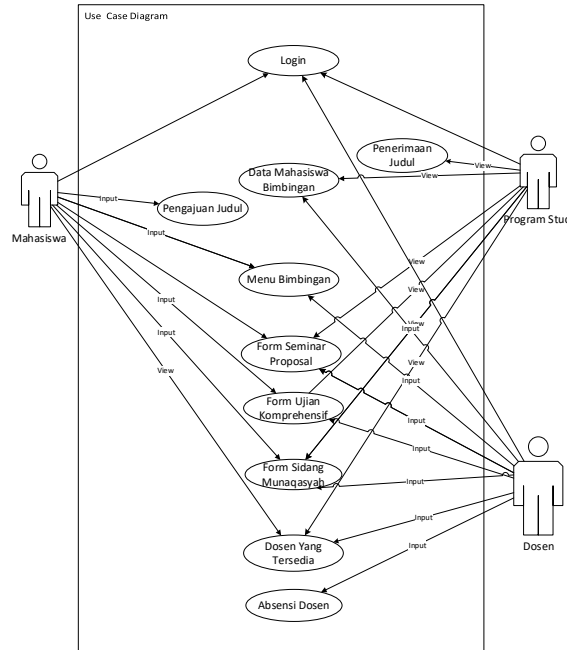 Use Case Diagram
Login
Penerimaan
Judul
View
Data Mahasiswa
Bimbingan
View
Mahasiswa
Input
Pengajuan Judul
Program Stud
Input
Menu Bimbingan
View
Input
View
Input
Form Seminar
Proposal
View
Input
Input
View
View
Input
Form Ujian
Komprehensif
Input
Form Sidang
Munaqasyah
Input
Input
Dosen Yang
Tersedia
Input
Dosen
Absensi Dosen